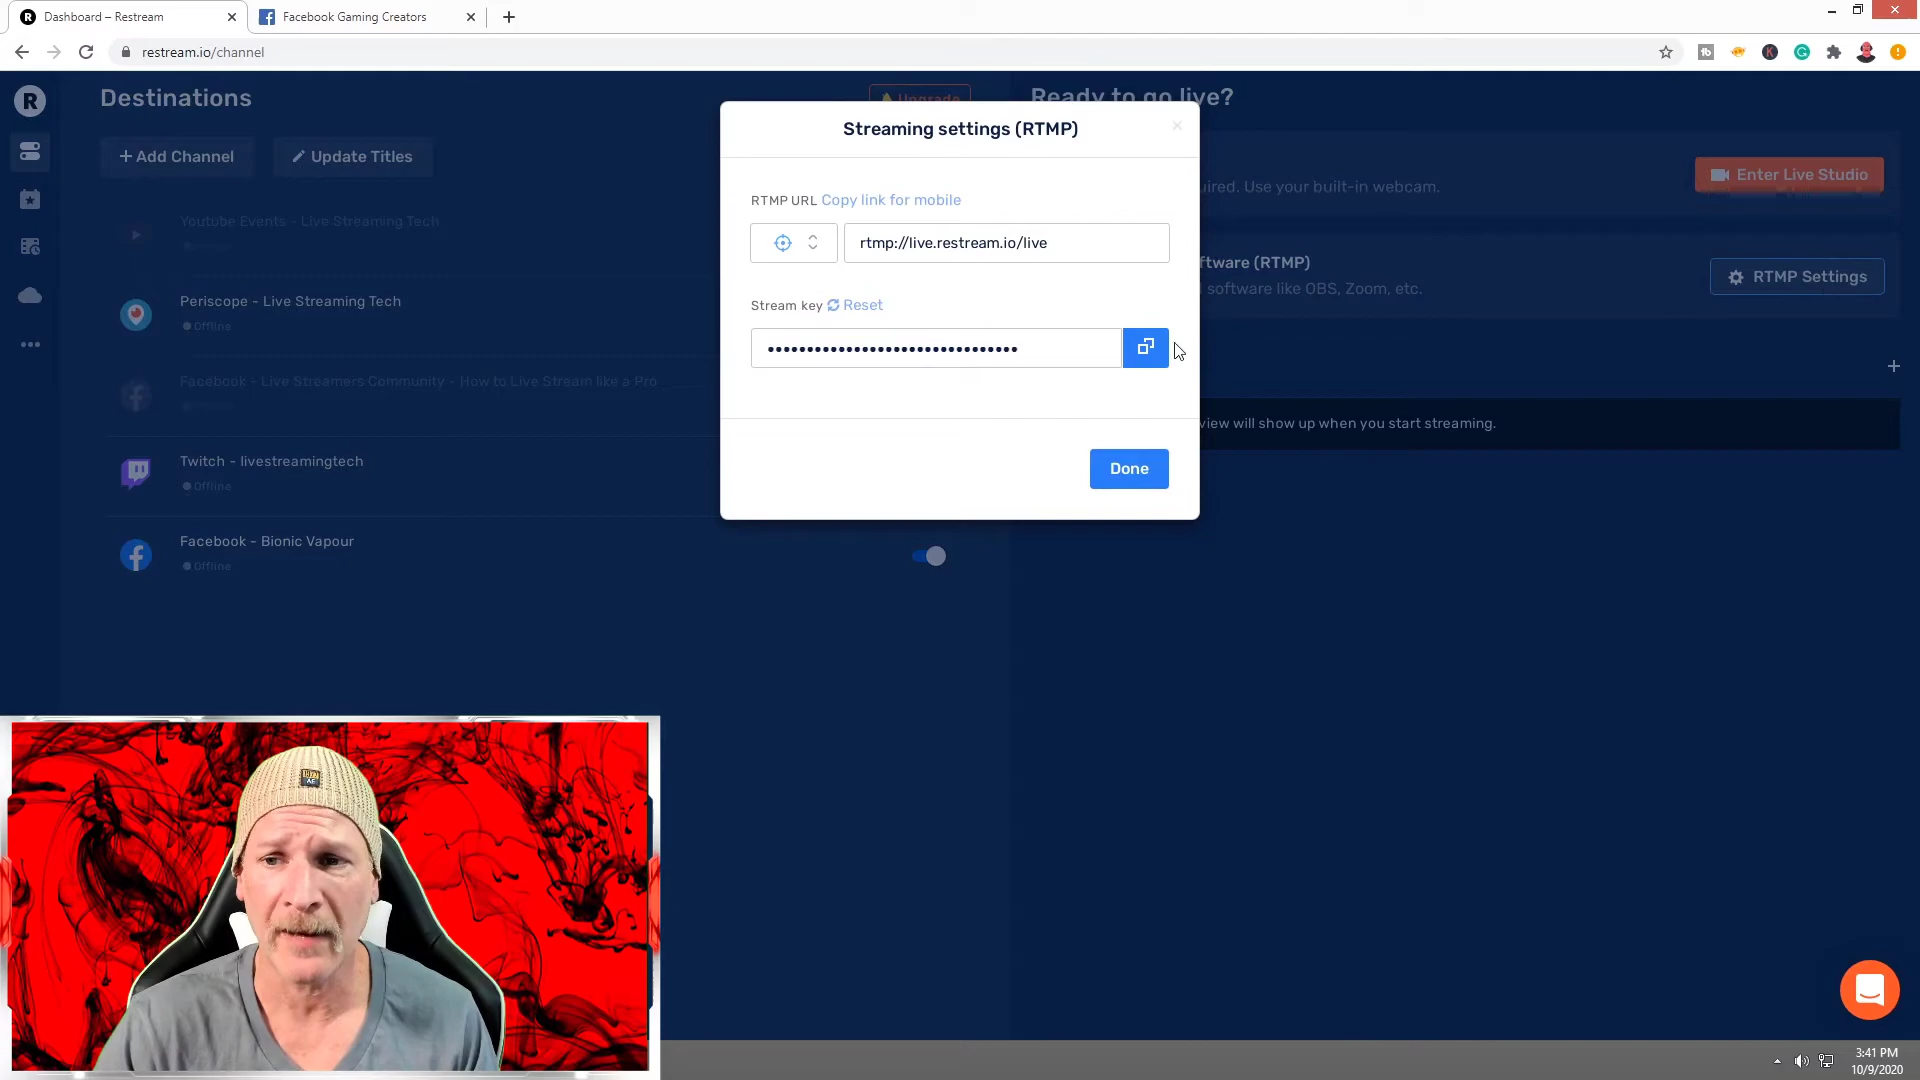 Dashboard – Restream
Facebook Gaming Creators
restream.io/channel
Destinations
Upgrade
Add Channel
Update Titles
Youtube Events - Live Streaming Tech
Periscope - Live Streaming Tech
Offline
Facebook - Live Streamers Community - How to Live Stream like a Pro
Twitch - livestreamingtech
Offline
Facebook - Bionic Vapour
Offline
Streaming settings (RTMP)
RTMP URL Copy link for mobile
rtmp://live.restream.io/live
Stream key Reset
••••••••••••••••••••••••••••••••
Done
Ready to go live?
uired. Use your built-in webcam.
Enter Live Studio
ftware (RTMP)
software like OBS, Zoom, etc.
RTMP Settings
view will show up when you start streaming.
3:41 PM
10/9/2020